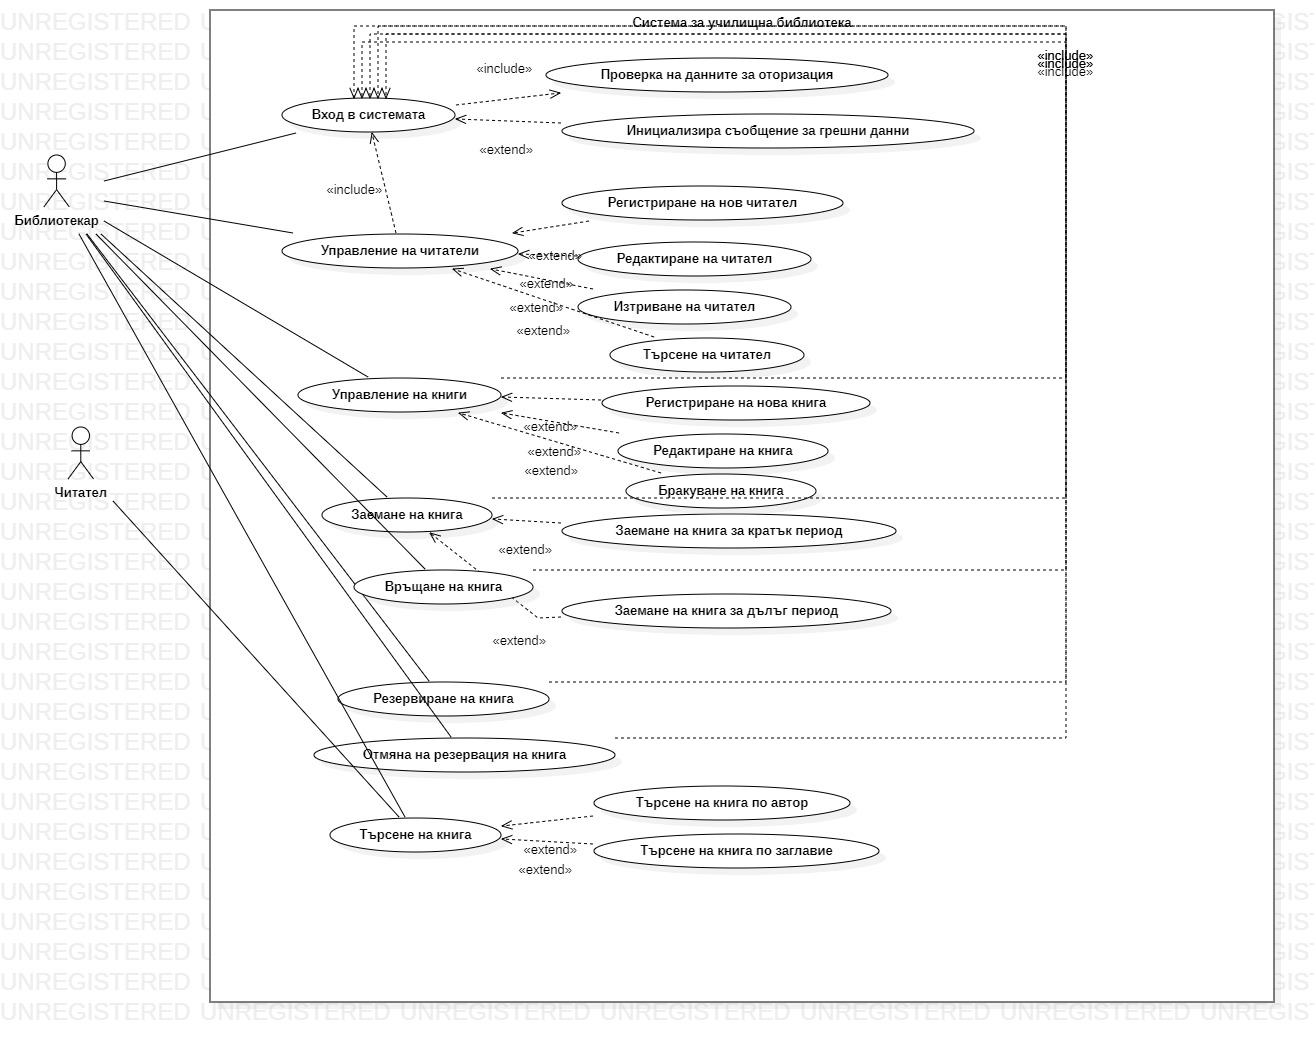 Система за училищна библиотека
«include»
«include»
«include»
«include»
Проверка на данните за оторизация
Вход в системата
Инициализира съобщение за грешни данни
«extend»
«include»
Регистриране на нов читател
Библиотекар
Управление на читатели
«extend»
Редактиране на читател
«extend»
Изтриване на читател
«extend»
«extend»
Търсене на читател
Управление на книги
Регистриране на нова книга
«extend»
Редактиране на книга
«extend»
«extend»
Читател
Бракуване на книга
Заемане на книга
Заемане на книга за кратък период
«extend»
Връщане на книга
Заемане на книга за дълъг период
«extend»
Резервиране на книга
Отмяна на резервация на книга
Търсене на книга по автор
Търсене на книга
«extend»
Търсене на книга по заглавие
«extend»
UNREGISTERED UNREGISTERED UNREGISTERED UNREGISTERED UNREGISTERED UNREGISTERED UNREGIS